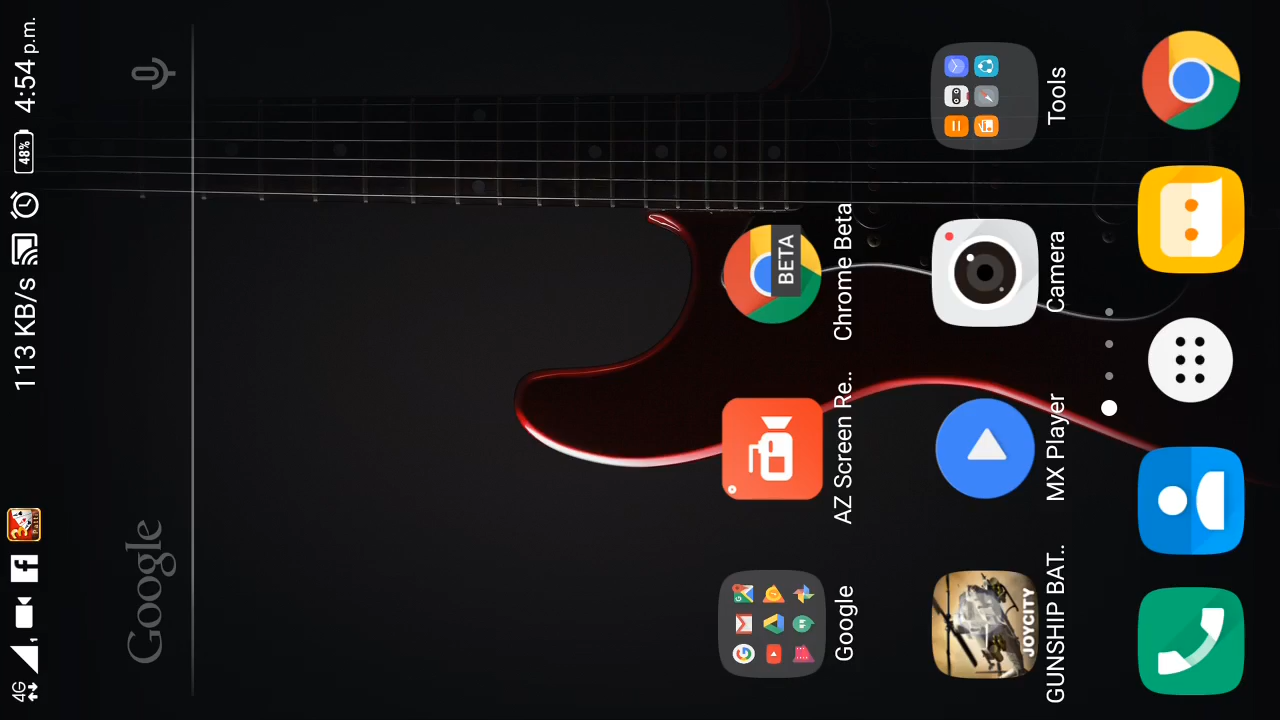 4G 1 113 KB/s 48% 4:54 p.m.
Google
BETA
Google
AZ Screen Re..
Chrome Beta
JOYCITY
GUNSHIP BAT..
MX Player
Camera
Tools